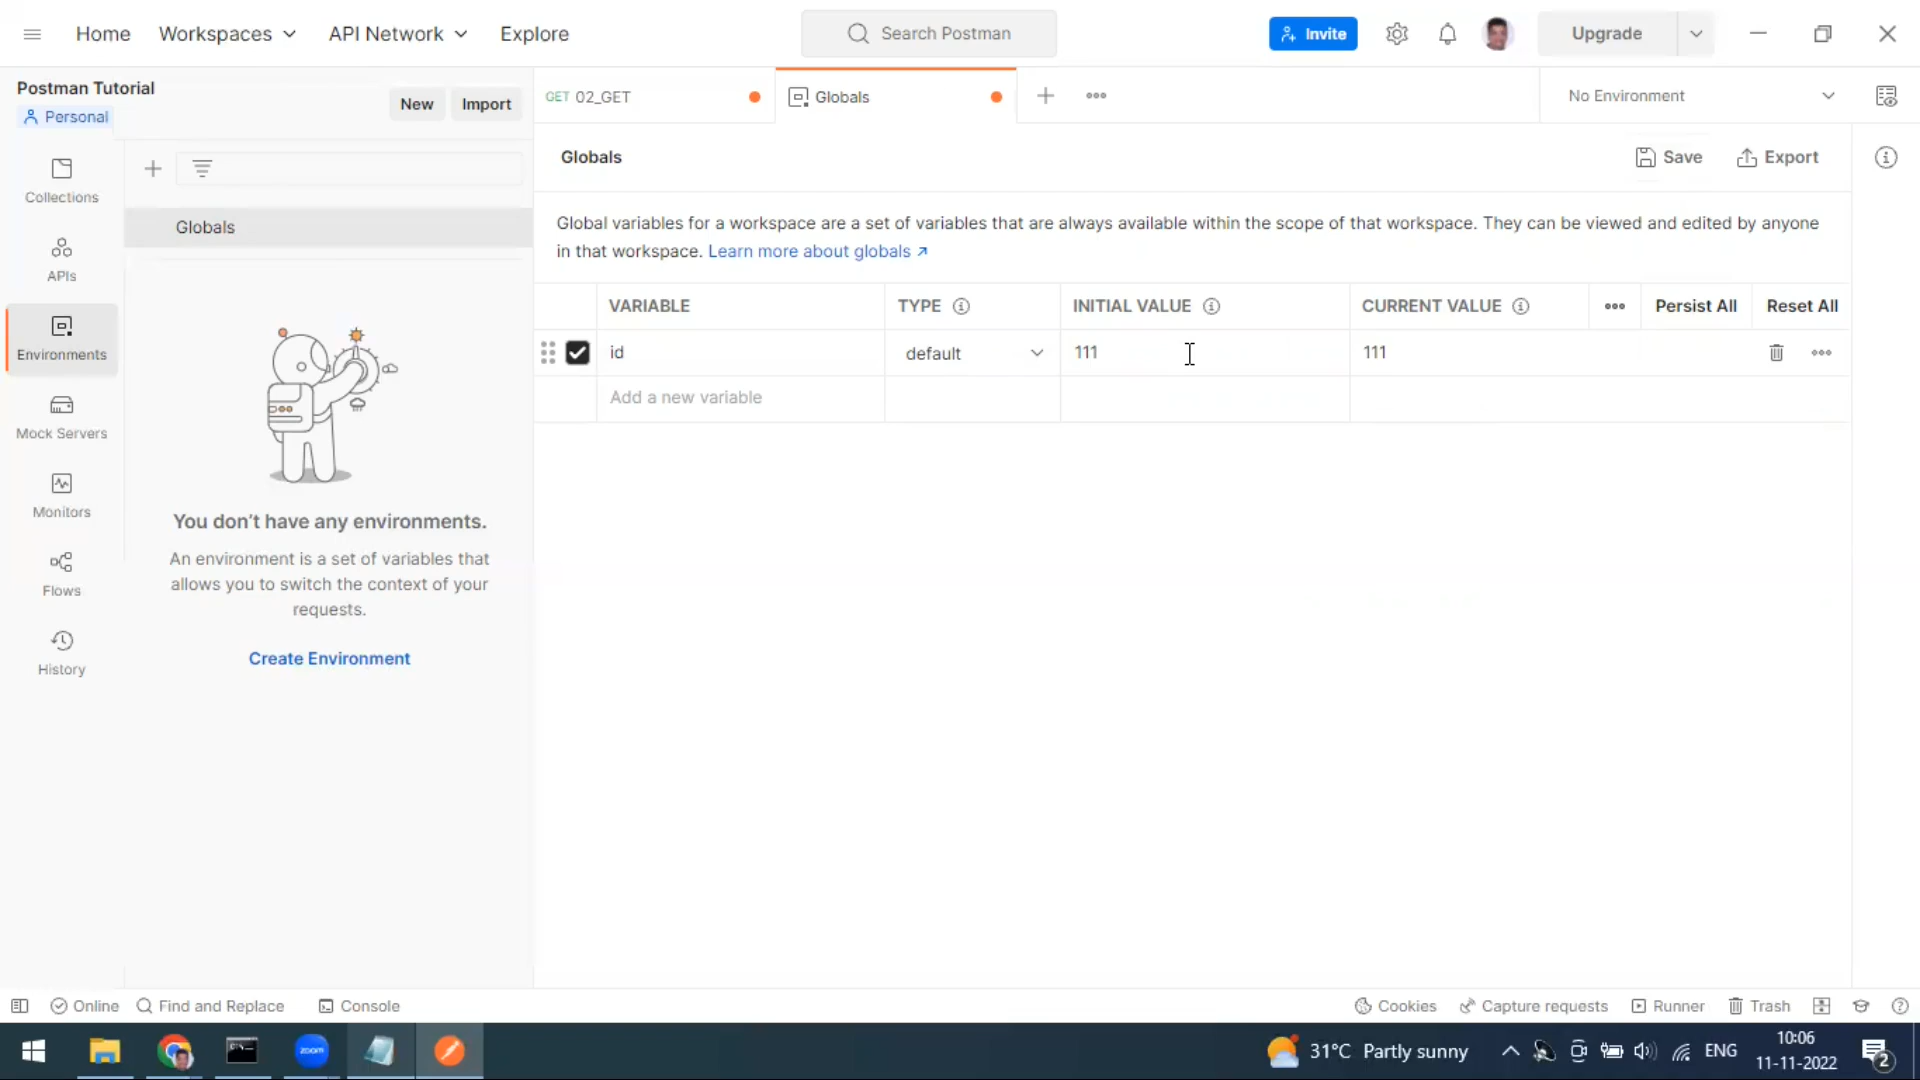 Home
Workspaces
API Network
Explore
Search Postman
Invite
Upgrade
Postman Tutorial
Personal
New
Import
GET 02_GET
Globals
No Environment
Globals
Save
Export
Collections
APIs
Environments
Mock Servers
Monitors
Flows
History
Globals
You don't have any environments.
An environment is a set of variables that
allows you to switch the context of your
requests.
Create Environment
Global variables for a workspace are a set of variables that are always available within the scope of that workspace. They can be viewed and edited by anyone
in that workspace. Learn more about globals ↗
VARIABLE TYPE INITIAL VALUE CURRENT VALUE Persist All Reset All
id default 111 111
Add a new variable
Online
Find and Replace
Console
Cookies
Capture requests
Runner
Trash
zoom
31°C Partly sunny
ENG
10:06
11-11-2022
2